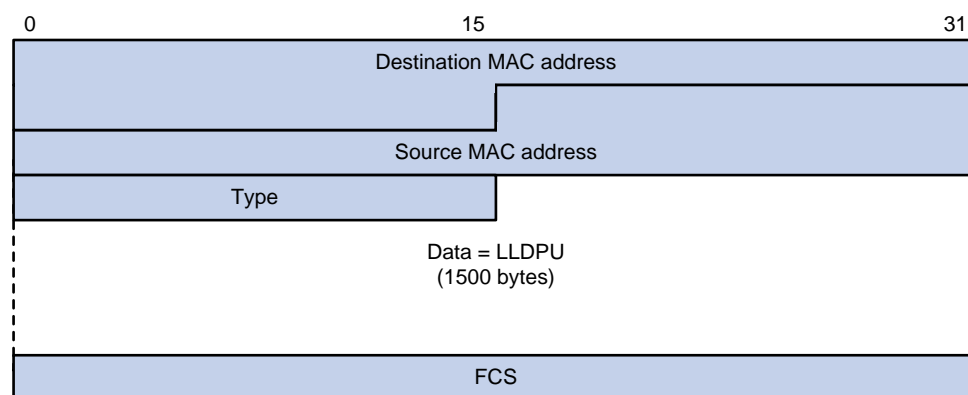 0 15 31
Destination MAC address
Source MAC address
Type
Data = LLDPU
(1500 bytes)
FCS